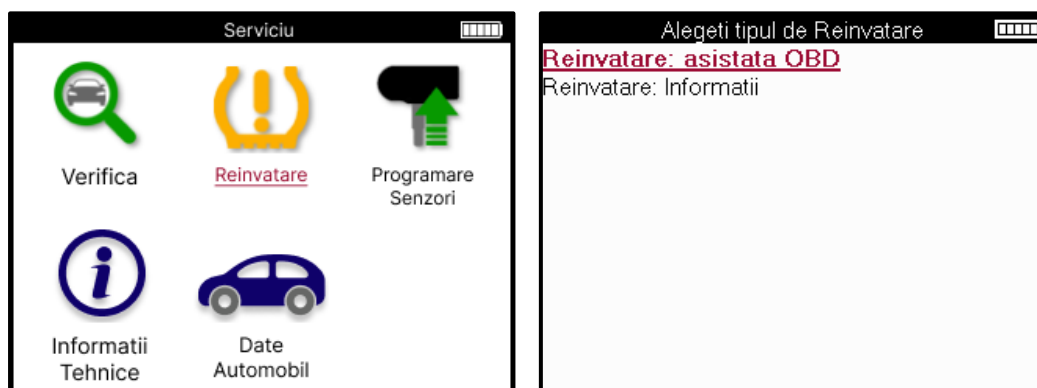 Serviciu
Verifica
Reinvatare
Programare
Senzori
Informatii
Tehnice
Date
Automobil
Alegeti tipul de Reinvatare
Reinvatare: asistata OBD
Reinvatare: Informatii